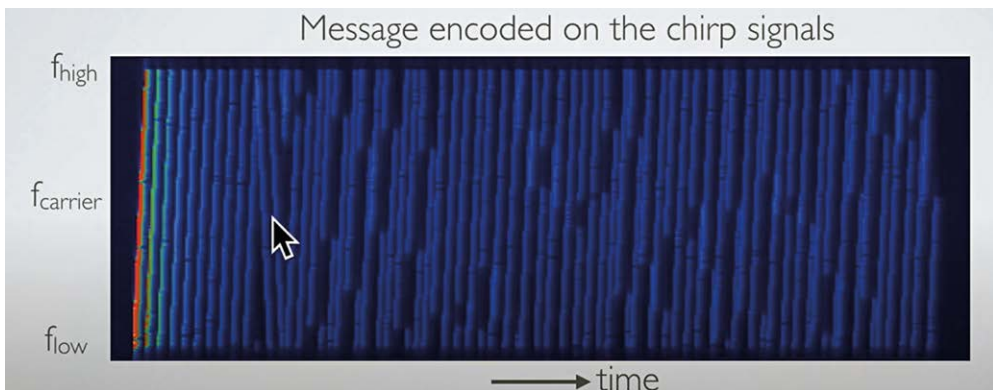 Message encoded on the chirp signals
fhigh
fcarrier
flow
time